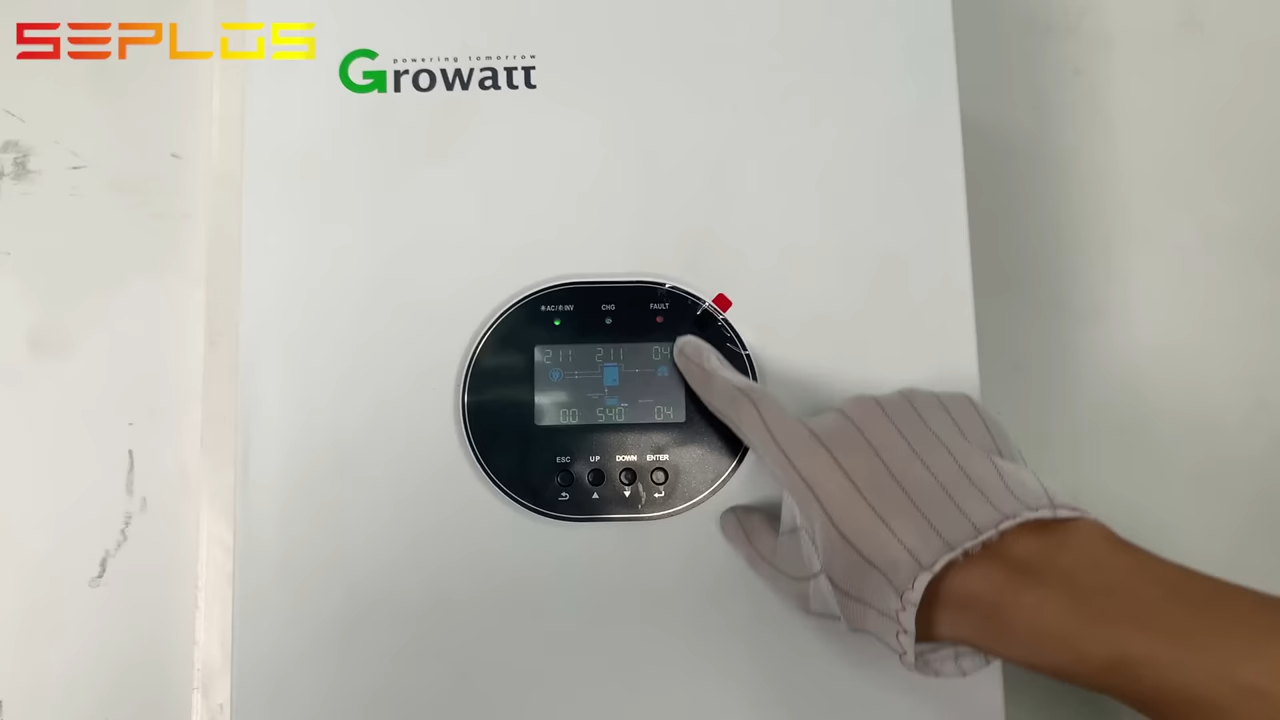 SEPLOS
powering tomorrow
Growatt
AC/ INV CHG FAULT
211 211 04
00 540 04
ESC UP DOWN ENTER